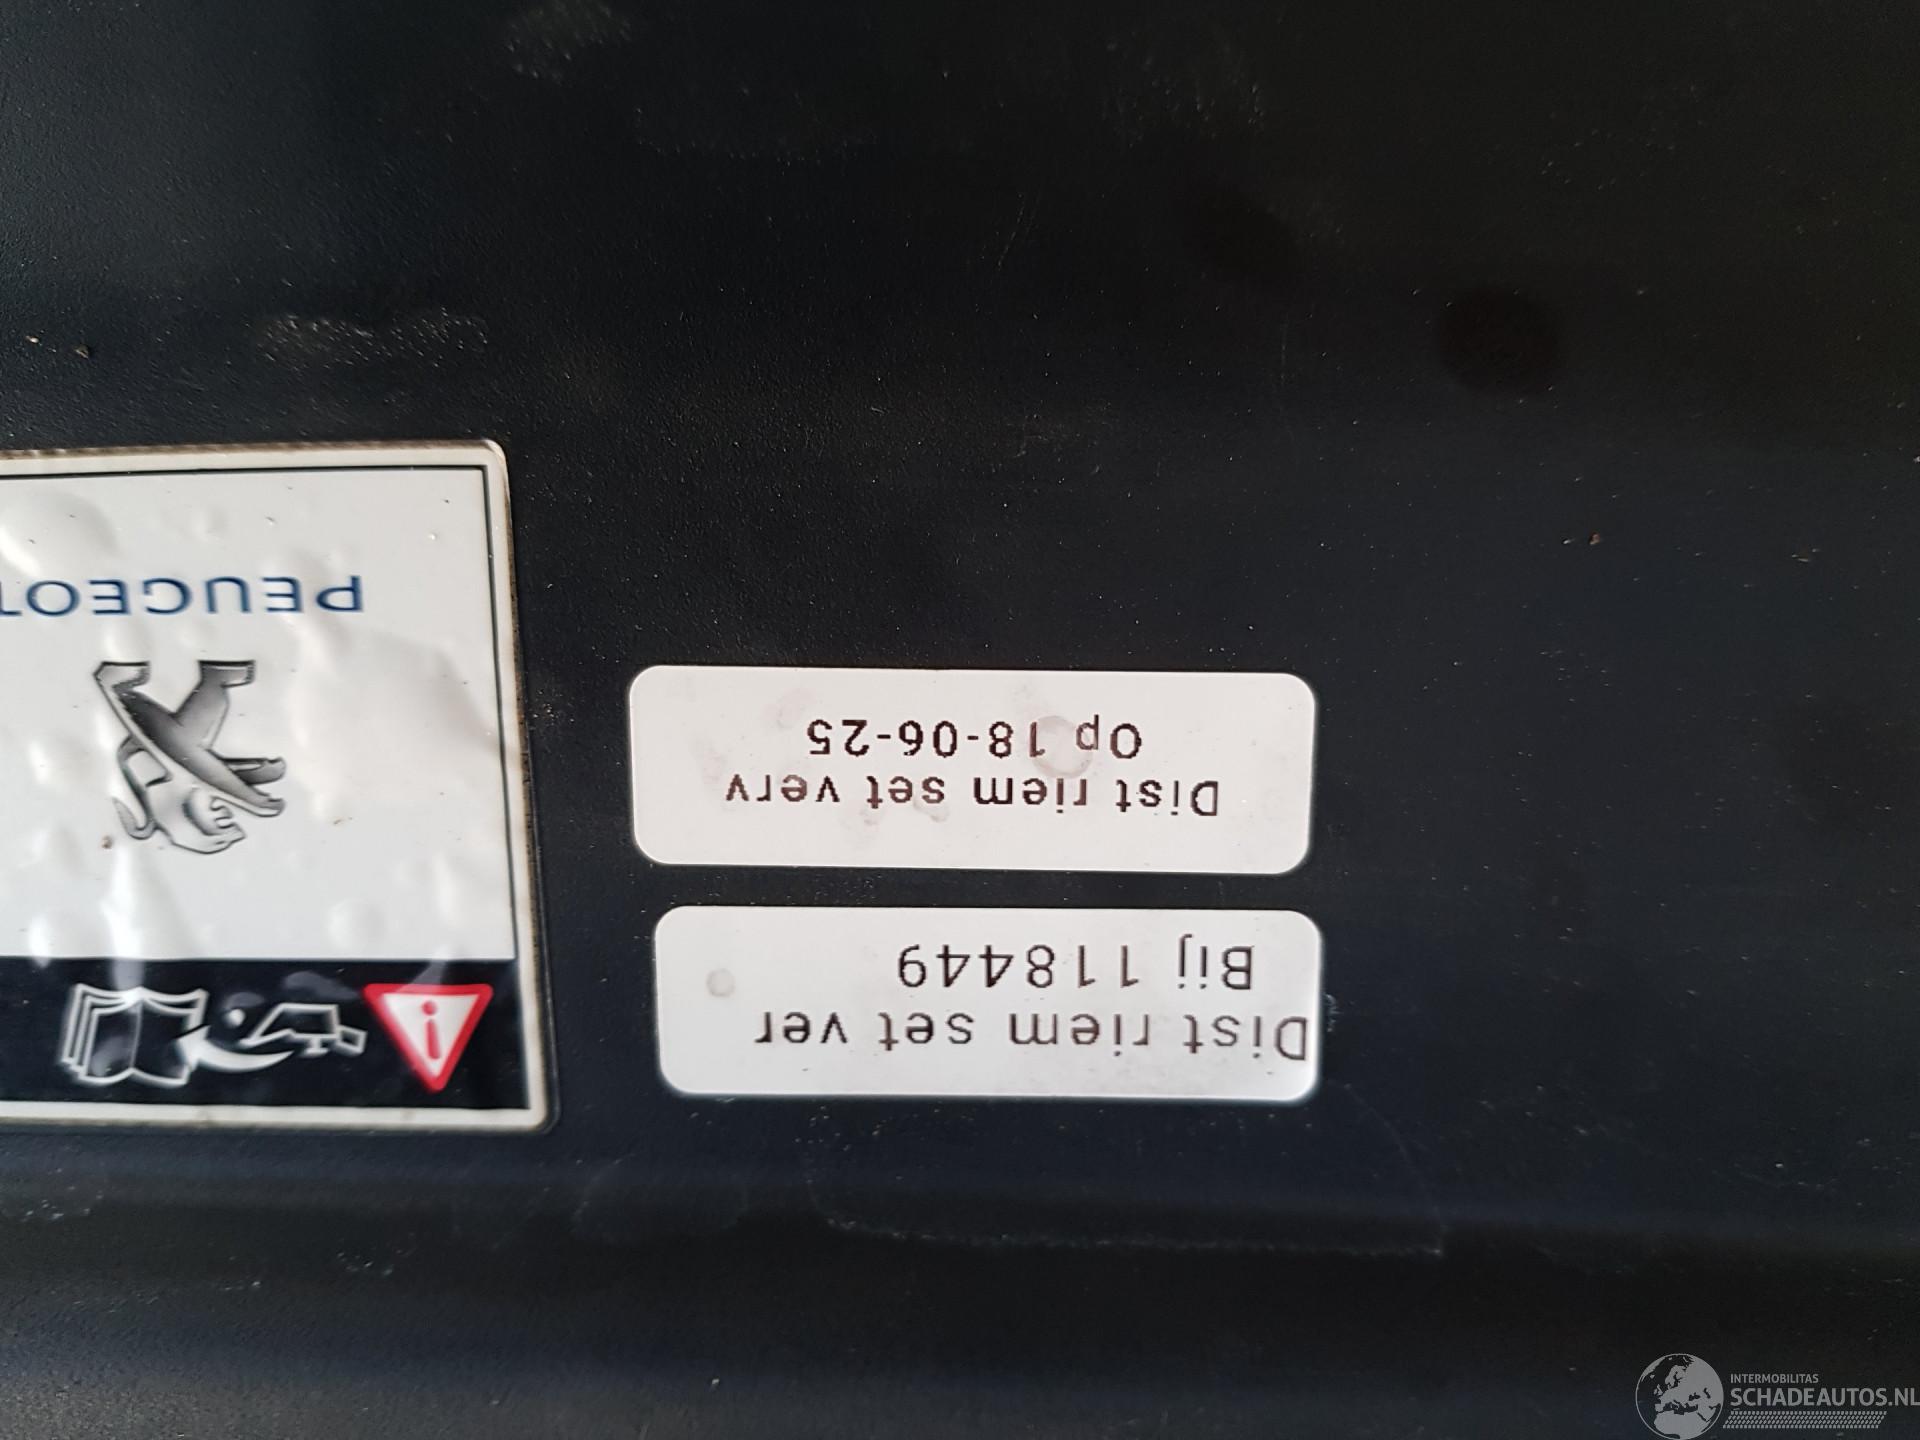 Dist riem set ver
Bij 118449
Dist riem set verv
Op 18-06-25
PEUGEOT
INTERMOBILITAS
SCHADEAUTOS.NL